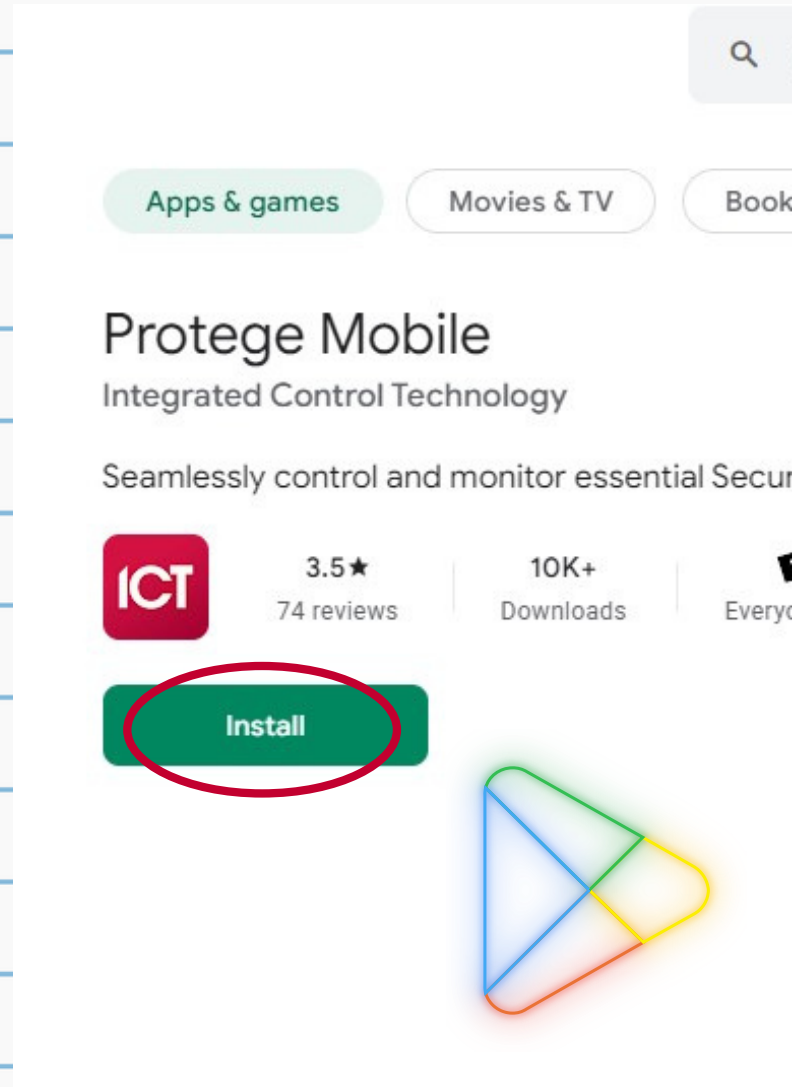 Apps & games
Movies & TV
Protege Mobile
Integrated Control Technology
Seamlessly control and monitor essential
ICT
3.5★
10K+
74 reviews
Downloads
Install